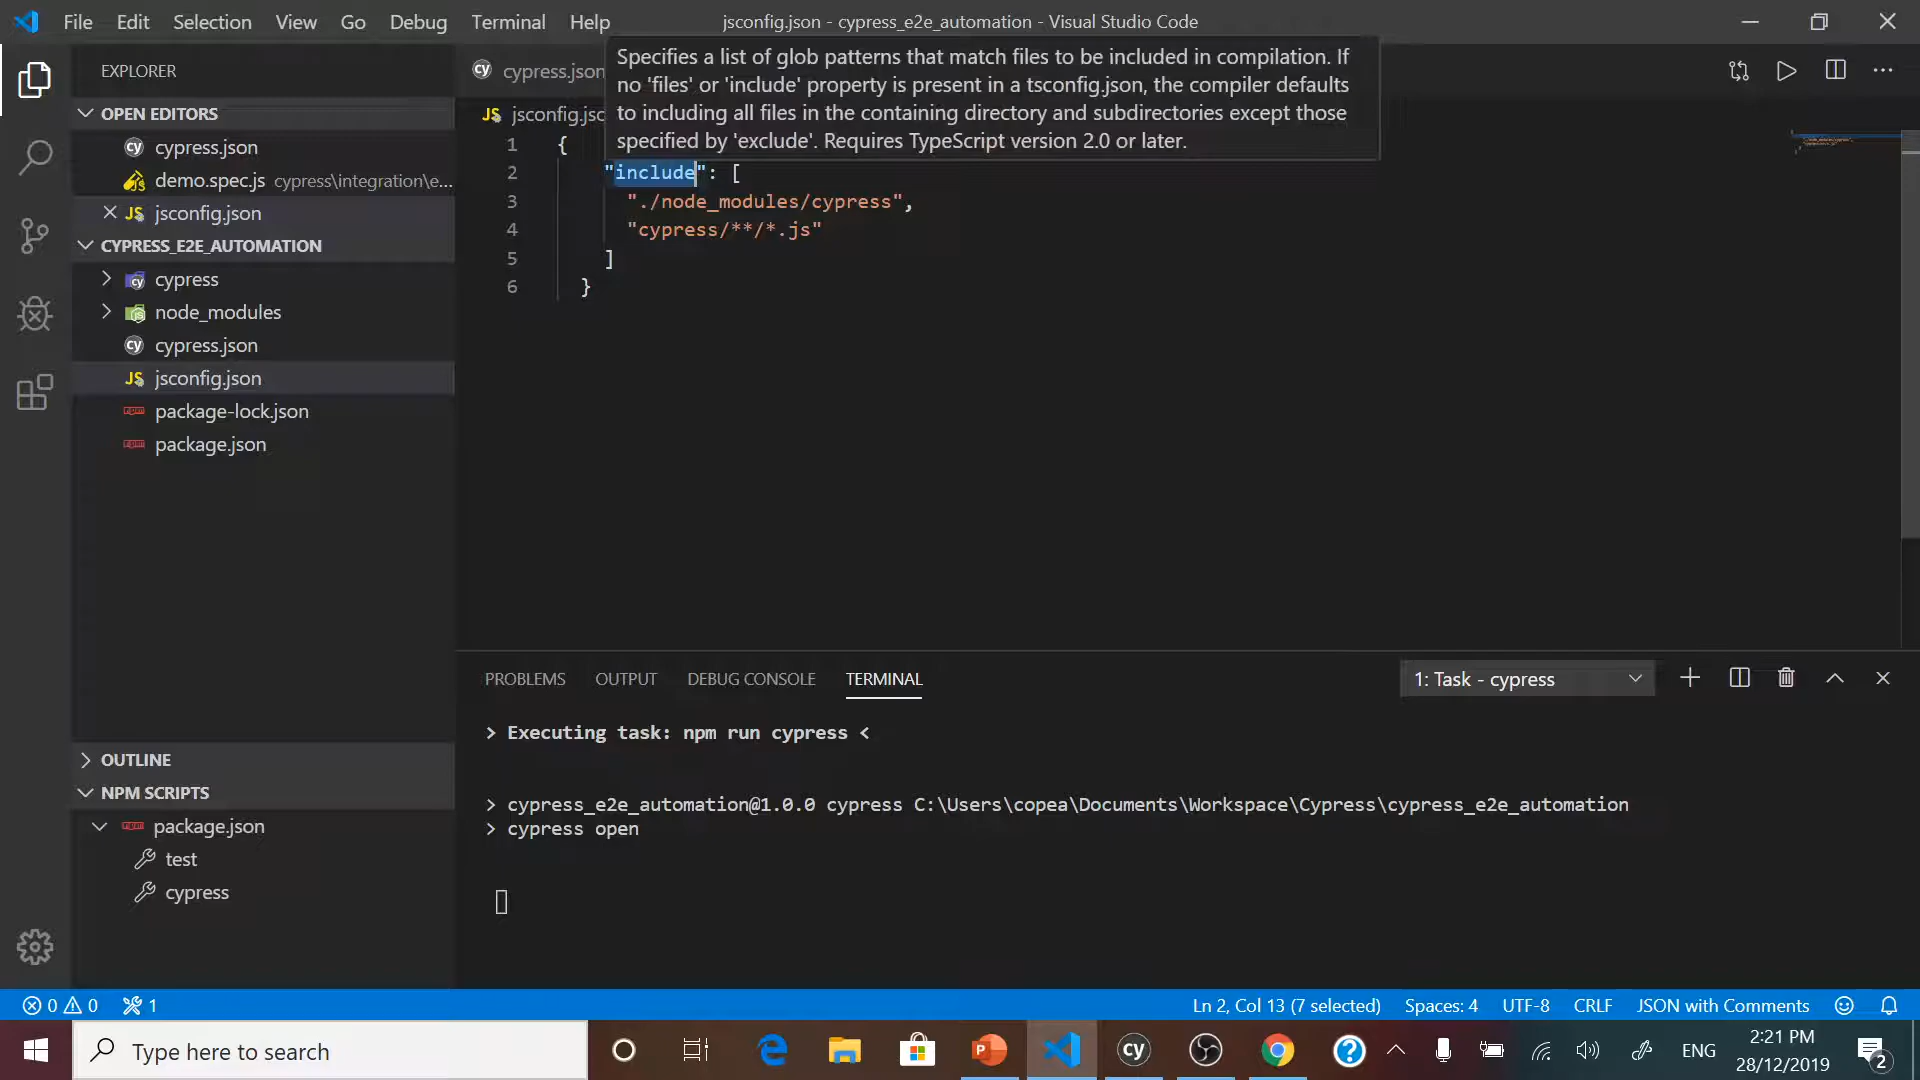 File Edit Selection View Go Debug Terminal Help
jsconfig.json - cypress_e2e_automation - Visual Studio Code
EXPLORER
OPEN EDITORS
cypress.json
demo.spec.js cypress\integration\e...
jsconfig.json
CYPRESS_E2E_AUTOMATION
cypress
node_modules
cypress.json
jsconfig.json
package-lock.json
package.json
OUTLINE
NPM SCRIPTS
package.json
test
cypress
cypress.json
JS jsconfig.jsc
Specifies a list of glob patterns that match files to be included in compilation. If
no 'files' or 'include' property is present in a tsconfig.json, the compiler defaults
to including all files in the containing directory and subdirectories except those
specified by 'exclude'. Requires TypeScript version 2.0 or later.
1 {
2 "include": [
3 "./node_modules/cypress",
4 "cypress/**/*.js"
5 ]
6 }
PROBLEMS OUTPUT DEBUG CONSOLE TERMINAL
1: Task - cypress
> Executing task: npm run cypress <
> cypress_e2e_automation@1.0.0 cypress C:\Users\copea\Documents\Workspace\Cypress\cypress_e2e_automation
> cypress open
0 0 1
Ln 2, Col 13 (7 selected) Spaces: 4 UTF-8 CRLF JSON with Comments
Type here to search
ENG
2:21 PM
28/12/2019
2